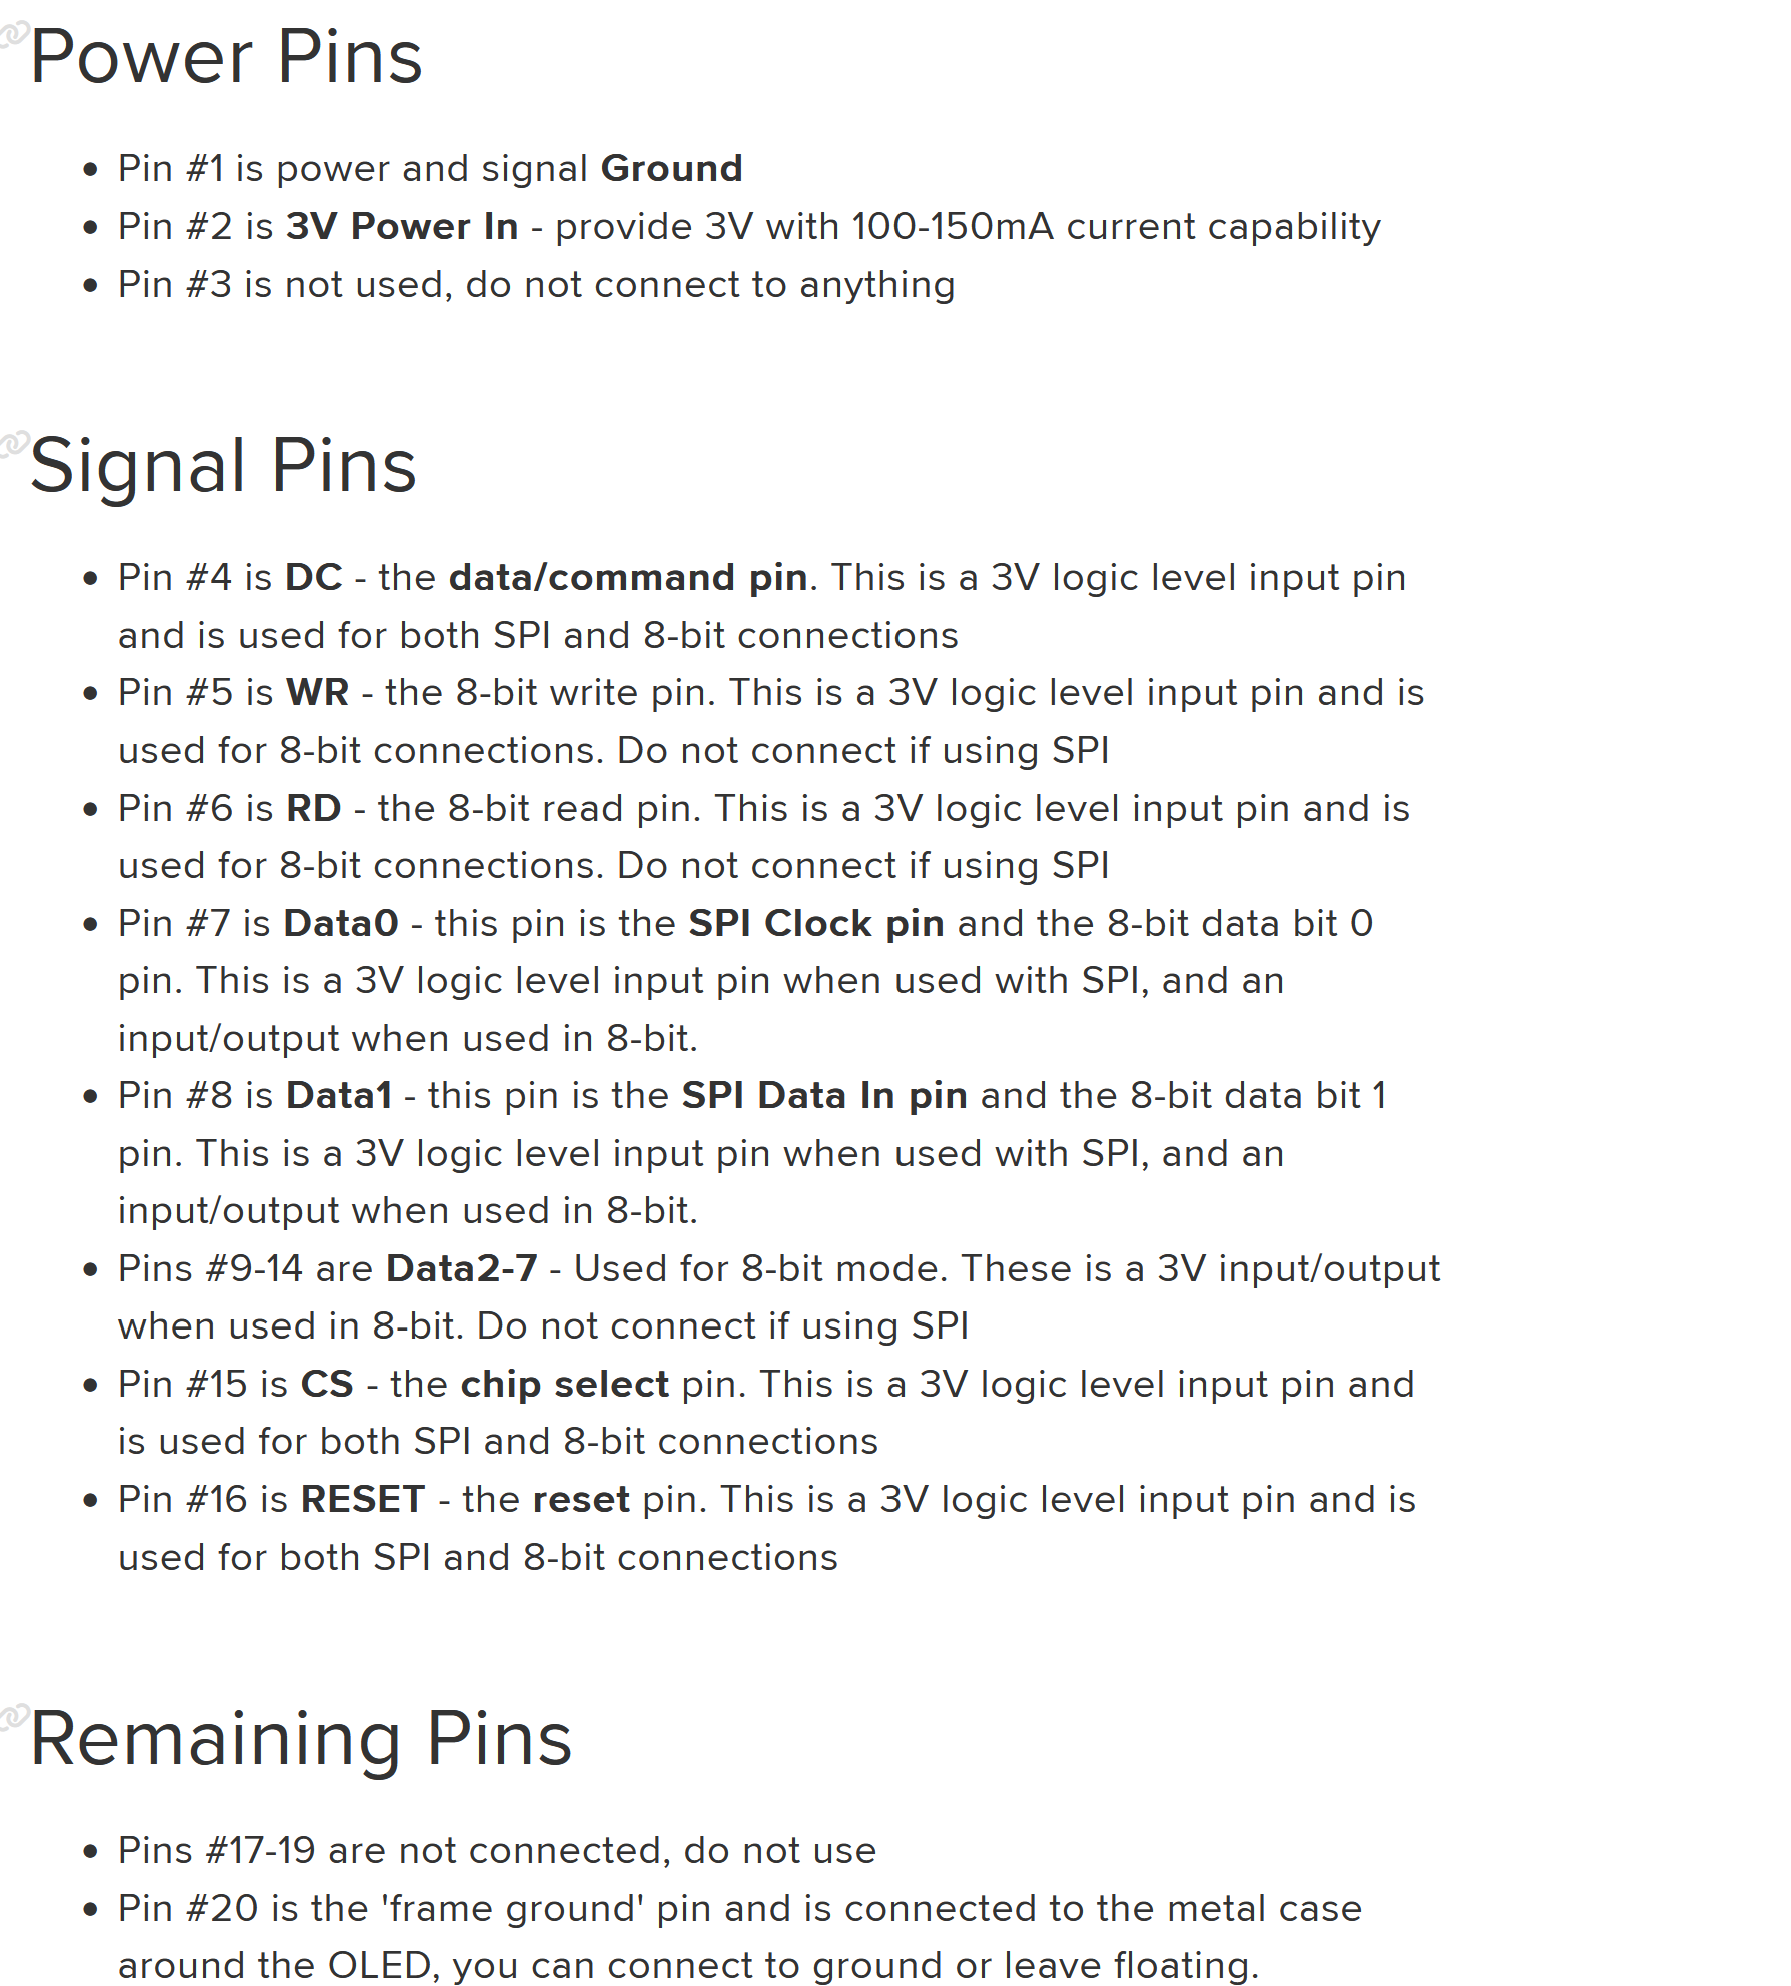 Power Pins
• Pin #1 is power and signal Ground
• Pin #2 is 3V Power In - provide 3V with 100-150mA current capability
• Pin #3 is not used, do not connect to anything
Signal Pins
• Pin #4 is DC - the data/command pin. This is a 3V logic level input pin
and is used for both SPI and 8-bit connections
• Pin #5 is WR - the 8-bit write pin. This is a 3V logic level input pin and is
used for 8-bit connections. Do not connect if using SPI
• Pin #6 is RD - the 8-bit read pin. This is a 3V logic level input pin and is
used for 8-bit connections. Do not connect if using SPI
• Pin #7 is Data0 - this pin is the SPI Clock pin and the 8-bit data bit 0
pin. This is a 3V logic level input pin when used with SPI, and an
input/output when used in 8-bit.
• Pin #8 is Data1 - this pin is the SPI Data In pin and the 8-bit data bit 1
pin. This is a 3V logic level input pin when used with SPI, and an
input/output when used in 8-bit.
• Pins #9-14 are Data2-7 - Used for 8-bit mode. These is a 3V input/output
when used in 8-bit. Do not connect if using SPI
• Pin #15 is CS - the chip select pin. This is a 3V logic level input pin and
is used for both SPI and 8-bit connections
• Pin #16 is RESET - the reset pin. This is a 3V logic level input pin and is
used for both SPI and 8-bit connections
Remaining Pins
• Pins #17-19 are not connected, do not use
• Pin #20 is the 'frame ground' pin and is connected to the metal case
around the OLED, you can connect to ground or leave floating.